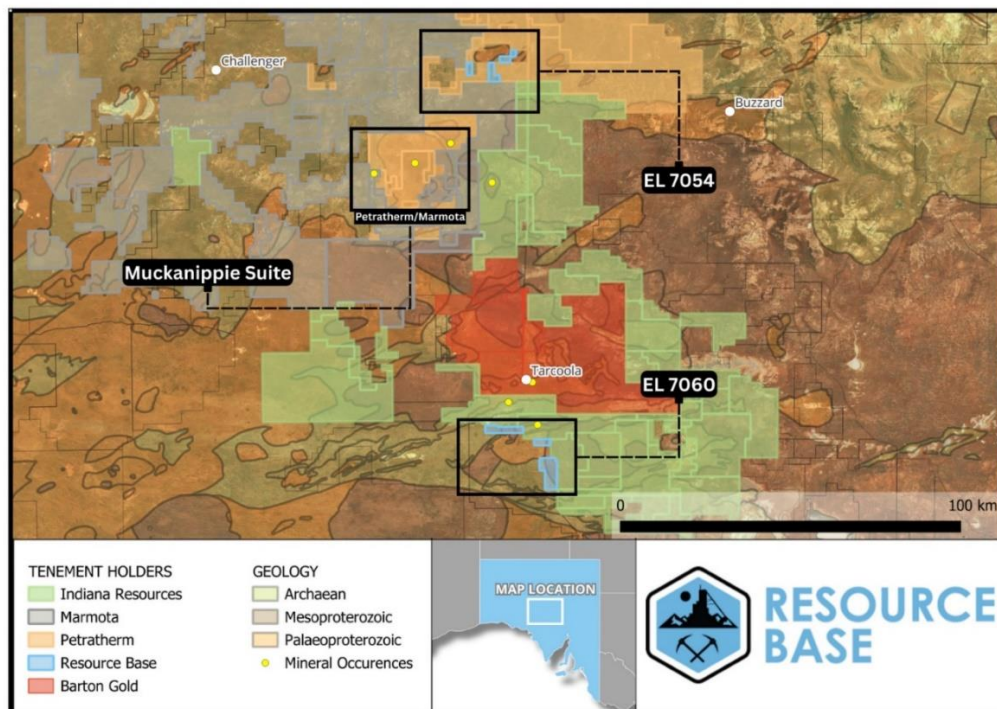 Challenger
Buzzard
EL 7054
Petratherm/Marmota
Muckanippie Suite
Tarcoola
EL 7060
0 100 km
TENEMENT HOLDERS
Indiana Resources
Marmota
Petratherm
Resource Base
Barton Gold
GEOLOGY
Archaean
Mesoproterozoic
Palaeoproterozoic
Mineral Occurences
MAP LOCATION
RESOURCE
BASE